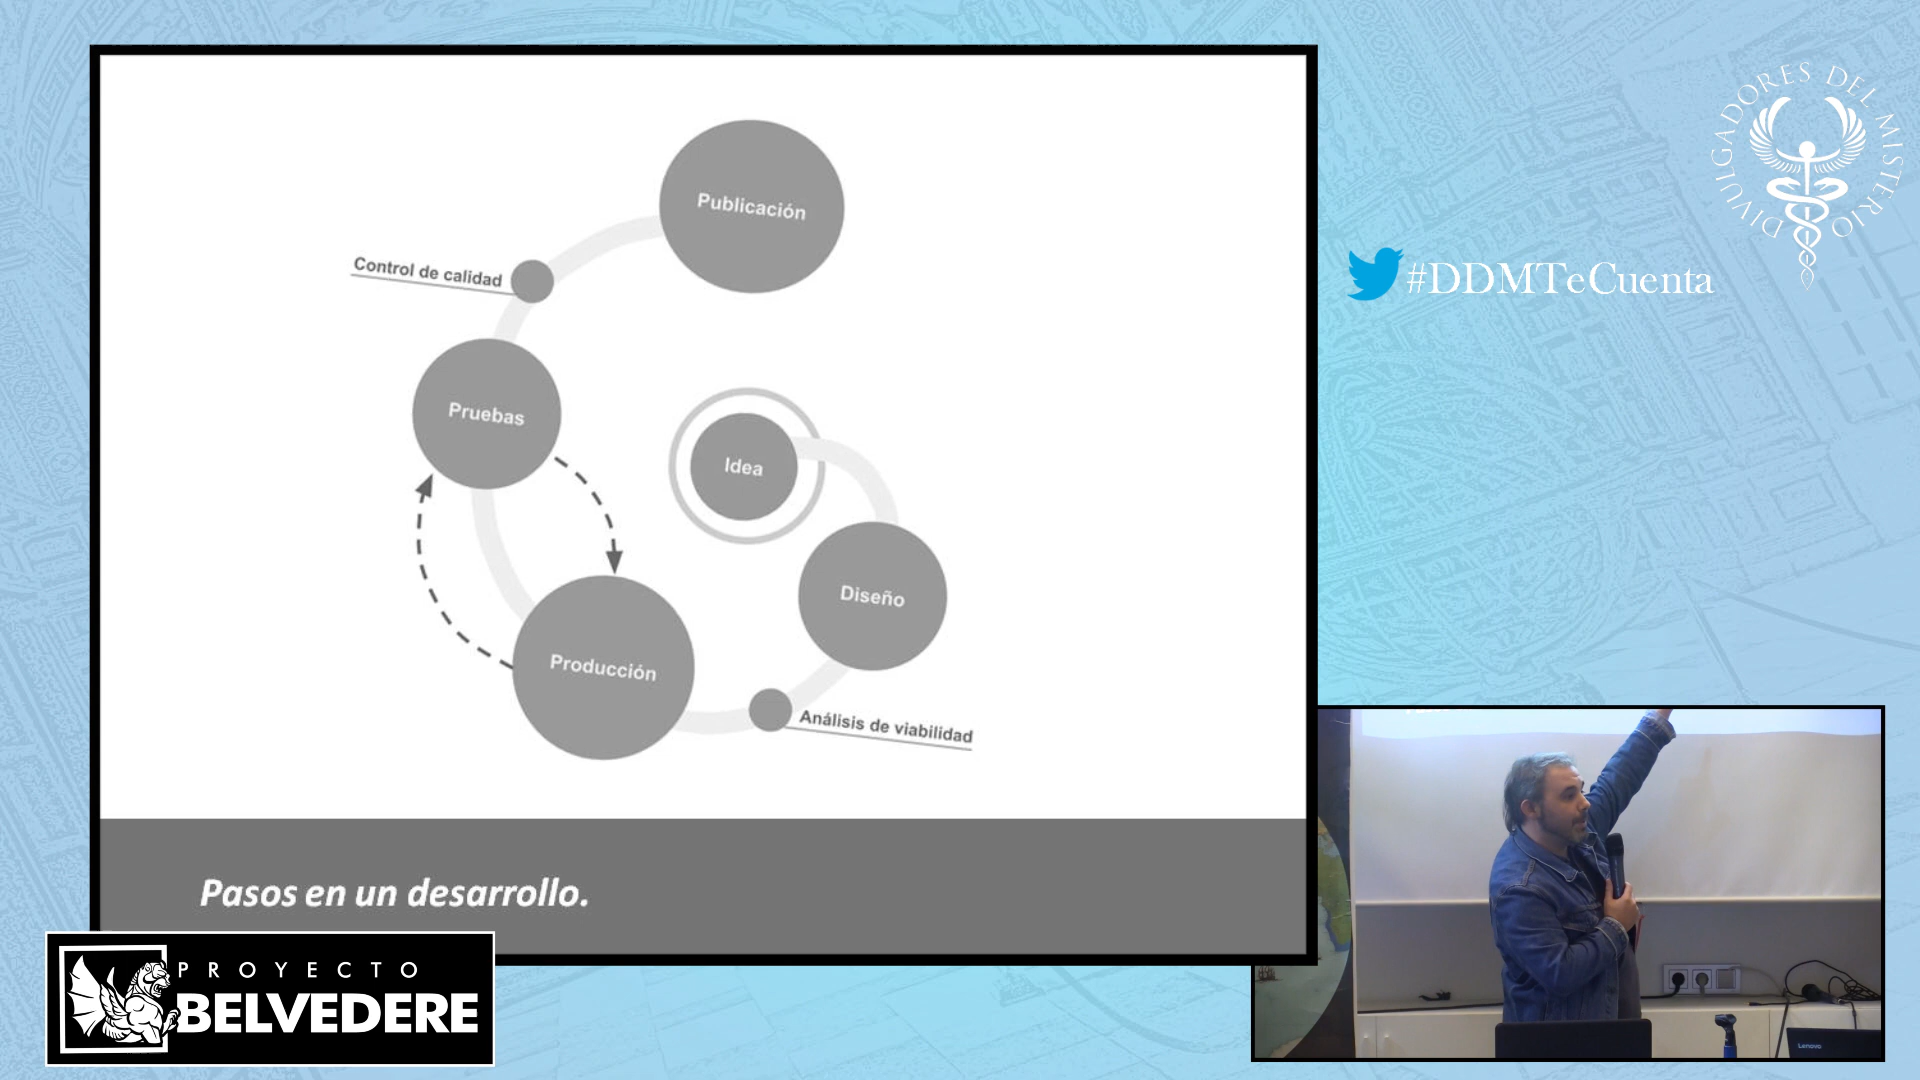 Publicación
Control de calidad
Pruebas
Idea
Diseño
Producción
Análisis de viabilidad
Pasos en un desarrollo.
PROYECTO
BELVEDERE
DIVULGADORES DEL MISTERIO
#DDMTeCuenta
Lenovo